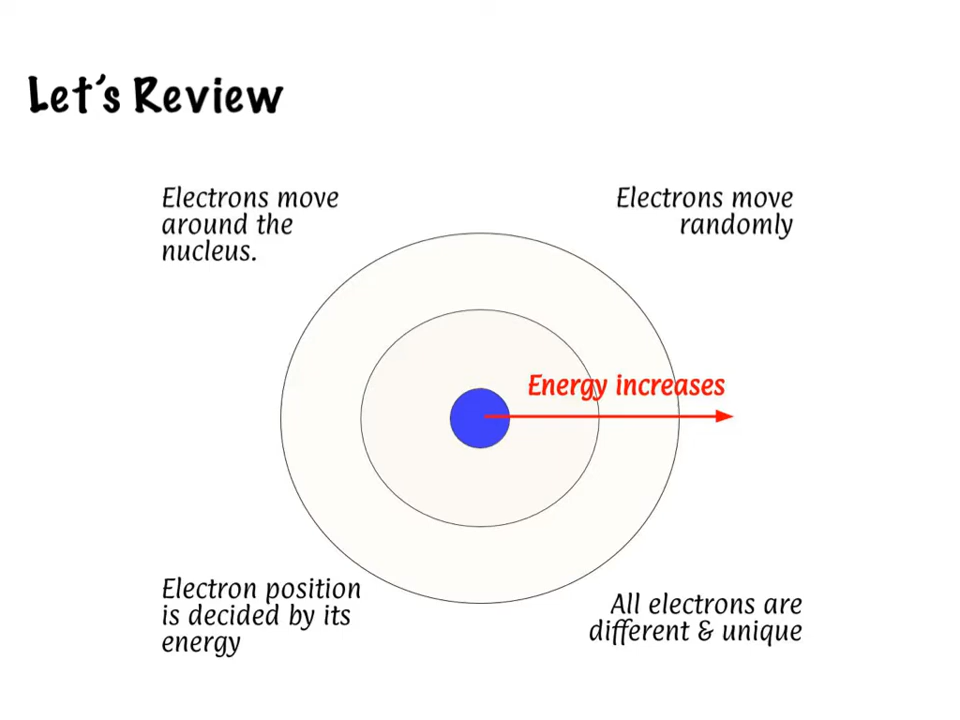 Let's Review
Electrons move
around the
nucleus.
Electrons move
randomly
Energy increases
Electron position
is decided by its
energy
All electrons are
different & unique